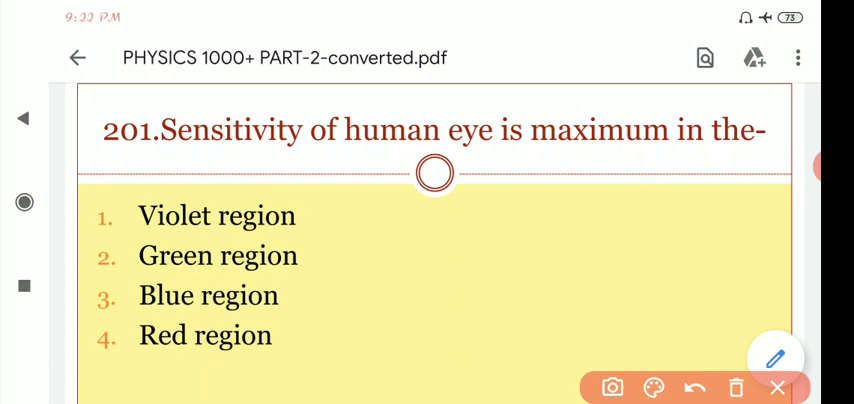 9:22 PM
73
PHYSICS 1000+ PART-2-converted.pdf
201.Sensitivity of human eye is maximum in the-
1. Violet region
2. Green region
3. Blue region
4. Red region